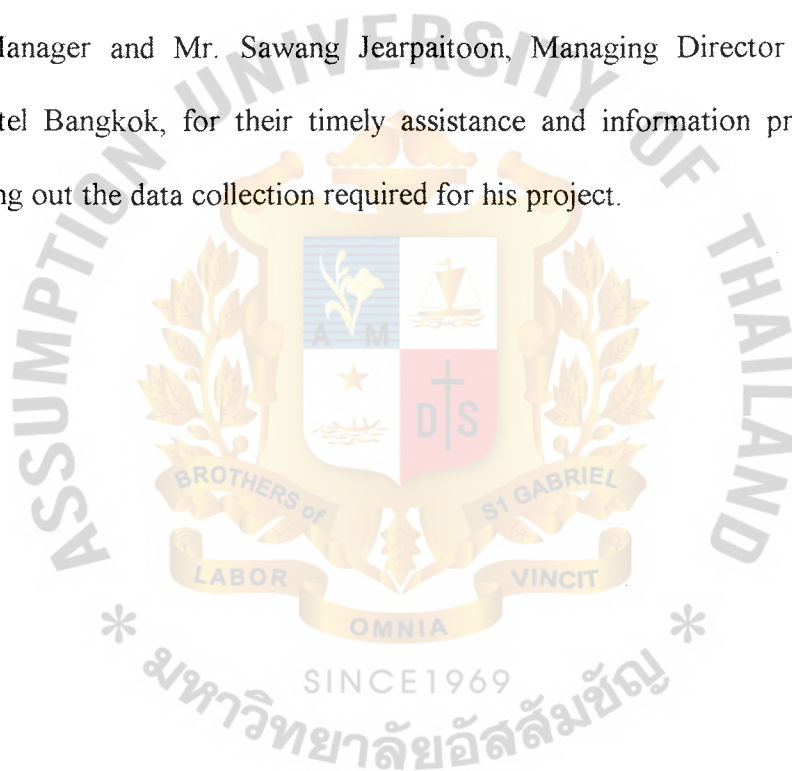 Manager and Mr. Sawang Jearpaitoon, Managing Director
tel Bangkok, for their timely assistance and information pr
ng out the data collection required for his project.
ASSUMPTION UNIVERSITY OF THAILAND
A M
D S
BROTHERS of
S1 GABRIEL
LABOR
VINCIT
OMNIA
SINCE1969
* มหาวิทยาลัยอัสสัมชัญ *